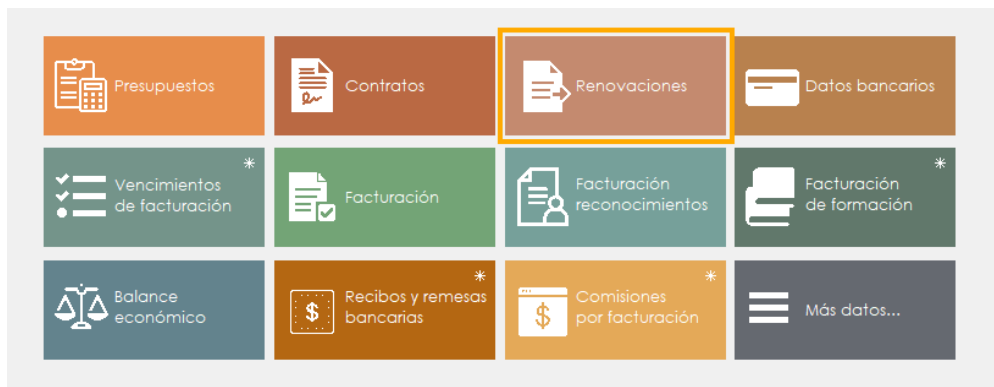 Presupuestos
Contratos
Renovaciones
Datos bancarios
Vencimientos
de facturación
*
Facturación
Facturación
reconocimientos
Facturación
de formación
*
Balance
económico
$
Recibos y remesas
bancarias
*
$
Comisiones
por facturación
*
Más datos...